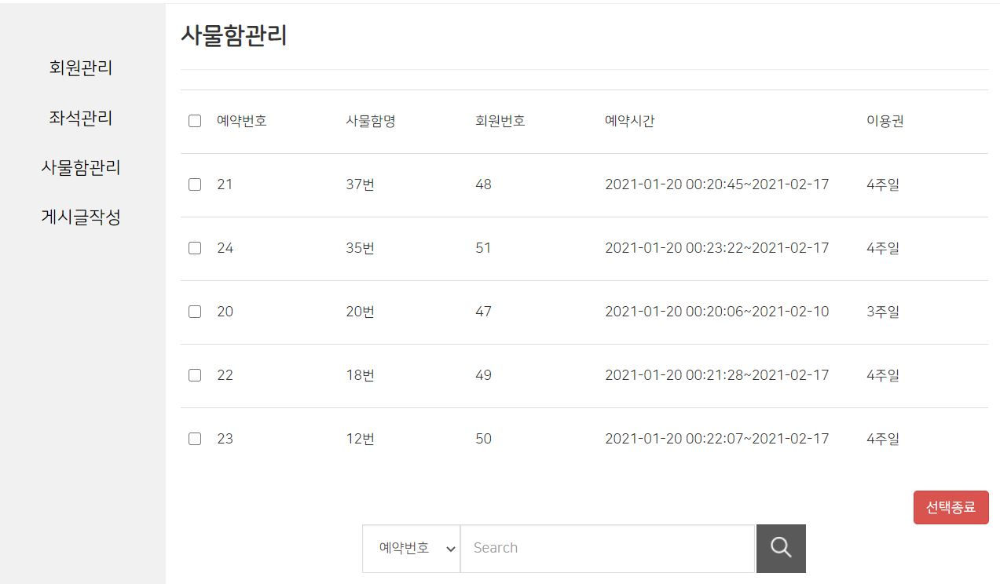 사물함관리
회원관리
좌석관리
사물함관리
게시글작성
예약번호 사물함명 회원번호 예약시간 이용권
21 37번 48 2021-01-20 00:20:45~2021-02-17 4주일
24 35번 51 2021-01-20 00:23:22~2021-02-17 4주일
20 20번 47 2021-01-20 00:20:06~2021-02-10 3주일
22 18번 49 2021-01-20 00:21:28~2021-02-17 4주일
23 12번 50 2021-01-20 00:22:07~2021-02-17 4주일
선택종료
예약번호 Search